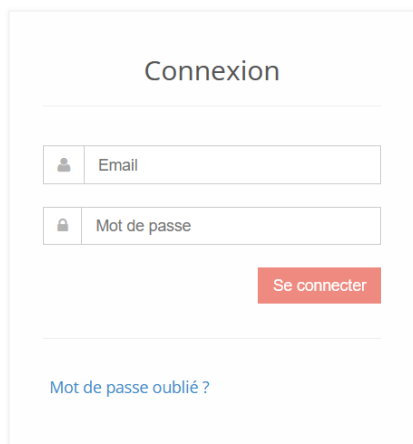 Connexion
Email
Mot de passe
Se connecter
Mot de passe oublié ?